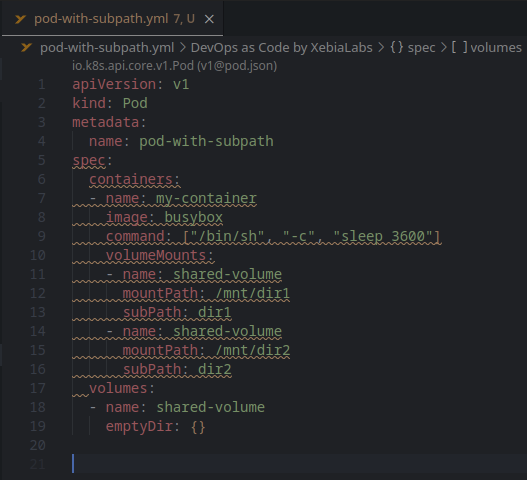 pod-with-subpath.yml 7, U ×
pod-with-subpath.yml > DevOps as Code by XebiaLabs > {} spec > [ ] volumes
io.k8s.api.core.v1.Pod (v1@pod.json)
1 apiVersion: v1
2 kind: Pod
3 metadata:
4   name: pod-with-subpath
5 spec:
6   containers:
7   - name: my-container
8     image: busybox
9     command: ["/bin/sh", "-c", "sleep 3600"]
10     volumeMounts:
11     - name: shared-volume
12       mountPath: /mnt/dir1
13       subPath: dir1
14     - name: shared-volume
15       mountPath: /mnt/dir2
16       subPath: dir2
17   volumes:
18   - name: shared-volume
19     emptyDir: {}
20
21